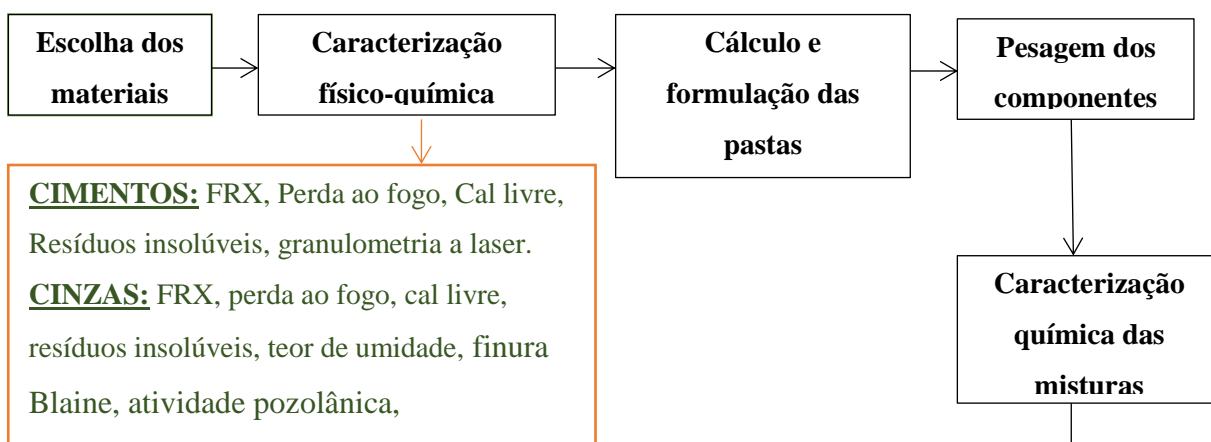 Escolha dos
materiais
Caracterização
físico-química
Cálculo e
formulação das
pastas
Pesagem dos
componentes
CIMENTOS: FRX, Perda ao fogo, Cal livre,
Resíduos insolúveis, granulometria a laser.
CINZAS: FRX, perda ao fogo, cal livre,
resíduos insolúveis, teor de umidade, finura
Blaine, atividade pozolânica,
Caracterização
química das
misturas